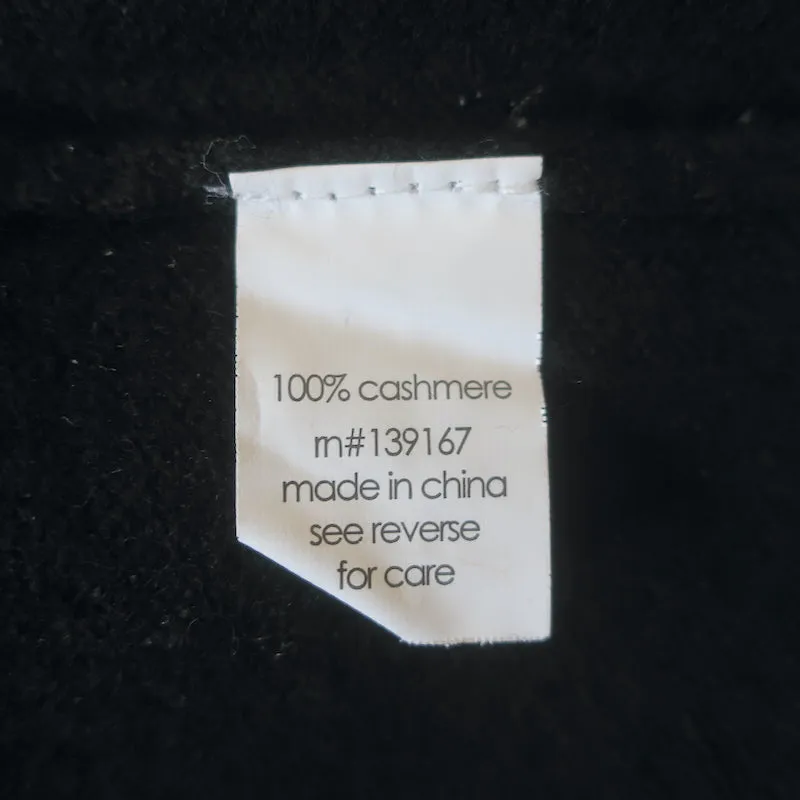 100% cashmere
rn#139167
made in china
see reverse
for care